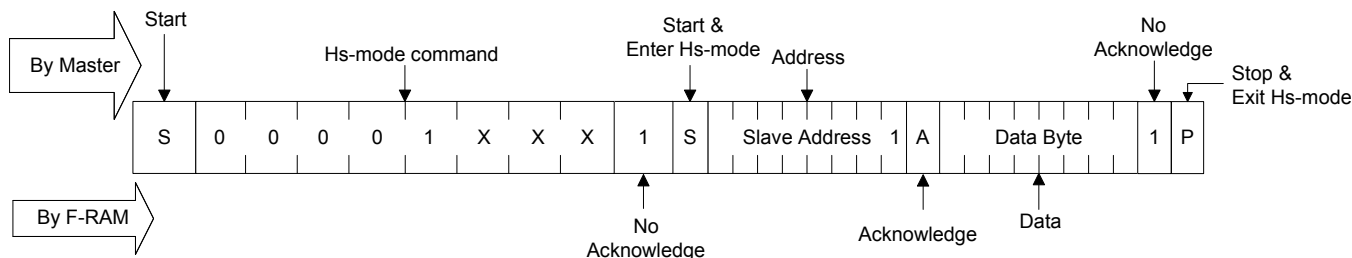 Start
Start &
Enter Hs-mode
No
Acknowledge
By Master
Hs-mode command
Address
Stop &
Exit Hs-mode
S 0 0 0 0 1 X X X 1 S Slave Address 1 A Data Byte 1 P
By F-RAM
No
Acknowledge
Acknowledge
Data